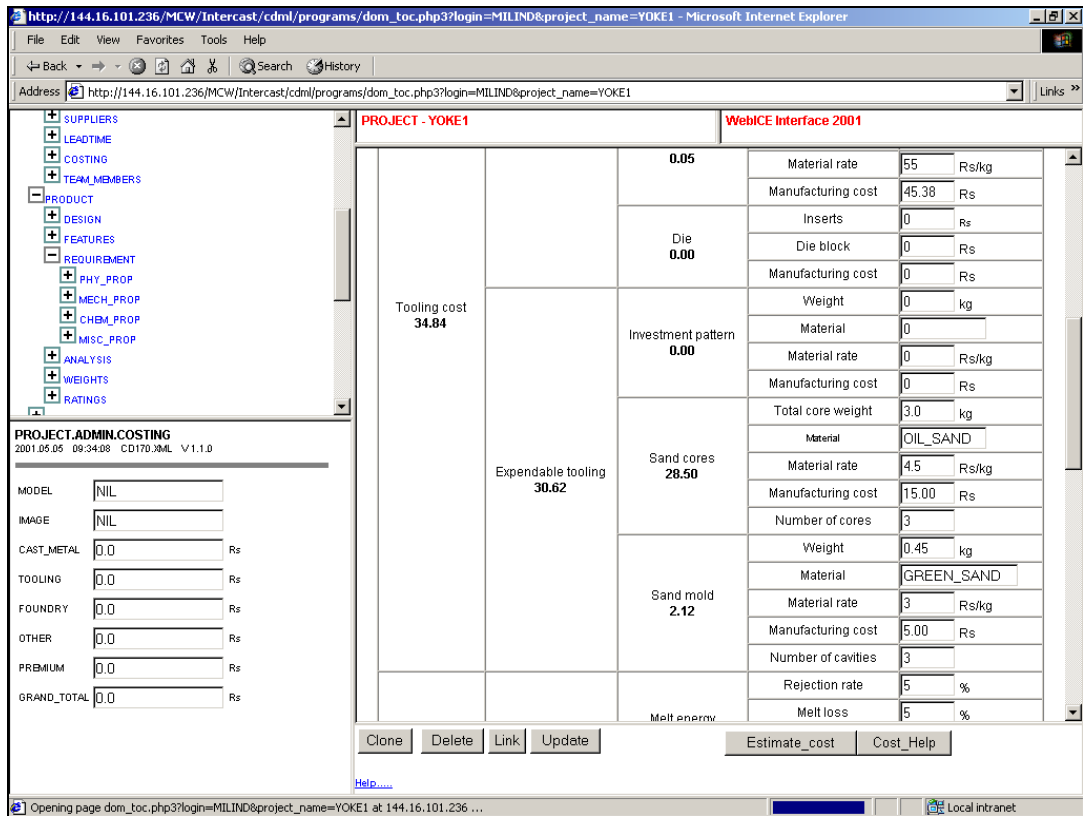 http://144.16.101.236/MCW/Intercast/cdml/programs/dom_toc.php3?login=MILIND&project_name=YOKE1 - Microsoft Internet Explorer
File Edit View Favorites Tools Help
Back Search History
Address http://144.16.101.236/MCW/Intercast/cdml/programs/dom_toc.php3?login=MILIND&project_name=YOKE1 Links »
SUPPLIERS
LEADTIME
COSTING
TEAM_MEMBERS
PRODUCT
DESIGN
FEATURES
REQUIREMENT
PHY_PROP
MECH_PROP
CHEM_PROP
MISC_PROP
ANALYSIS
WEIGHTS
RATINGS
PROJECT.ADMIN.COSTING
2001.05.05 09:34:08 CD170.XML V1.1.0
MODEL NIL
IMAGE NIL
CAST_METAL 0.0 Rs
TOOLING 0.0 Rs
FOUNDRY 0.0 Rs
OTHER 0.0 Rs
PREMIUM 0.0 Rs
GRAND_TOTAL 0.0 Rs
PROJECT - YOKE1 WebICE Interface 2001
Tooling cost
34.84
Expendable tooling
30.62
0.05
Material rate 55 Rs/kg
Manufacturing cost 45.38 Rs
Die
0.00
Inserts 0 Rs
Die block 0 Rs
Manufacturing cost 0 Rs
Investment pattern
0.00
Weight 0 kg
Material 0
Material rate 0 Rs/kg
Manufacturing cost 0 Rs
Sand cores
28.50
Total core weight 3.0 kg
Material OIL_SAND
Material rate 4.5 Rs/kg
Manufacturing cost 15.00 Rs
Number of cores 3
Sand mold
2.12
Weight 0.45 kg
Material GREEN_SAND
Material rate 3 Rs/kg
Manufacturing cost 5.00 Rs
Number of cavities 3
Melt energy
Rejection rate 5 %
Melt loss 5 %
Clone Delete Link Update Estimate_cost Cost_Help
Help.....
Opening page dom_toc.php3?login=MILIND&project_name=YOKE1 at 144.16.101.236 ... Local intranet